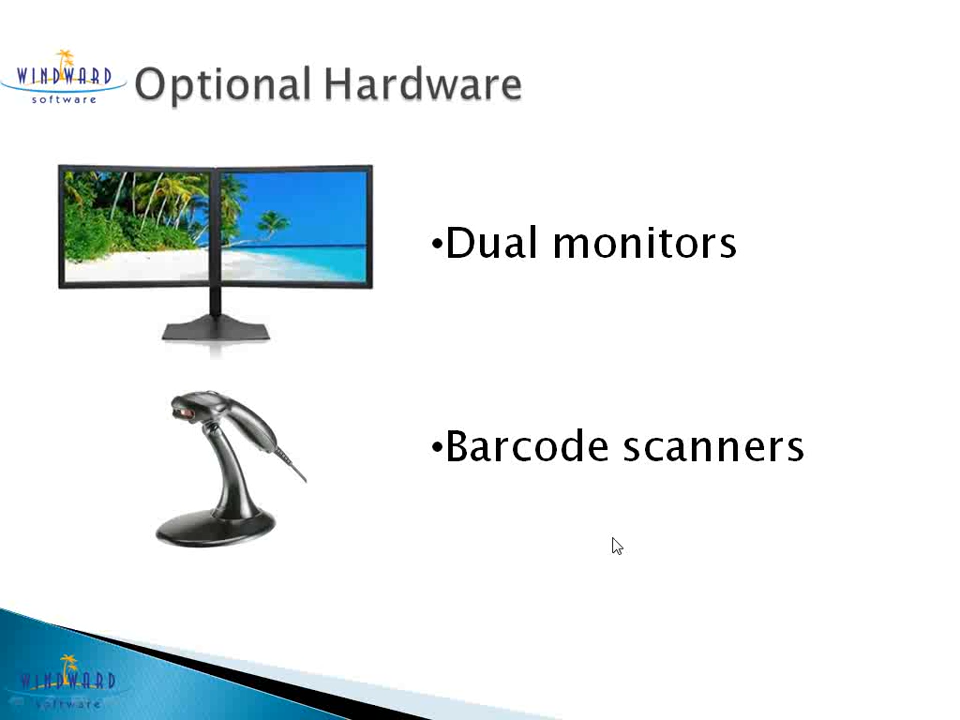 WINDWARD
software
Optional Hardware
•Dual monitors
•Barcode scanners
WINDWARD
software